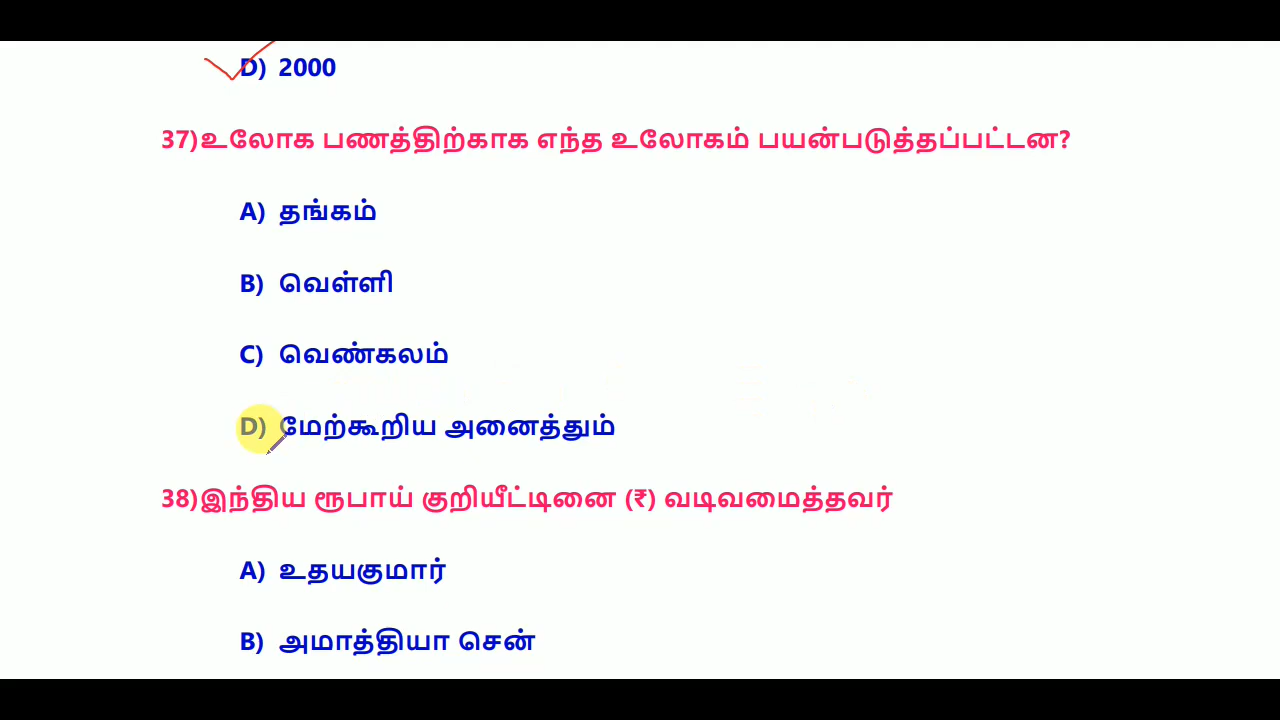 D) 2000
37)உலோக பணத்திற்காக எந்த உலோகம் பயன்படுத்தப்பட்டன?
A) தங்கம்
B) வெள்ளி
C) வெண்கலம்
D) மேற்கூறிய அனைத்தும்
38)இந்திய ரூபாய் குறியீட்டினை (₹) வடிவமைத்தவர்
A) உதயகுமார்
B) அமாத்தியா சென்